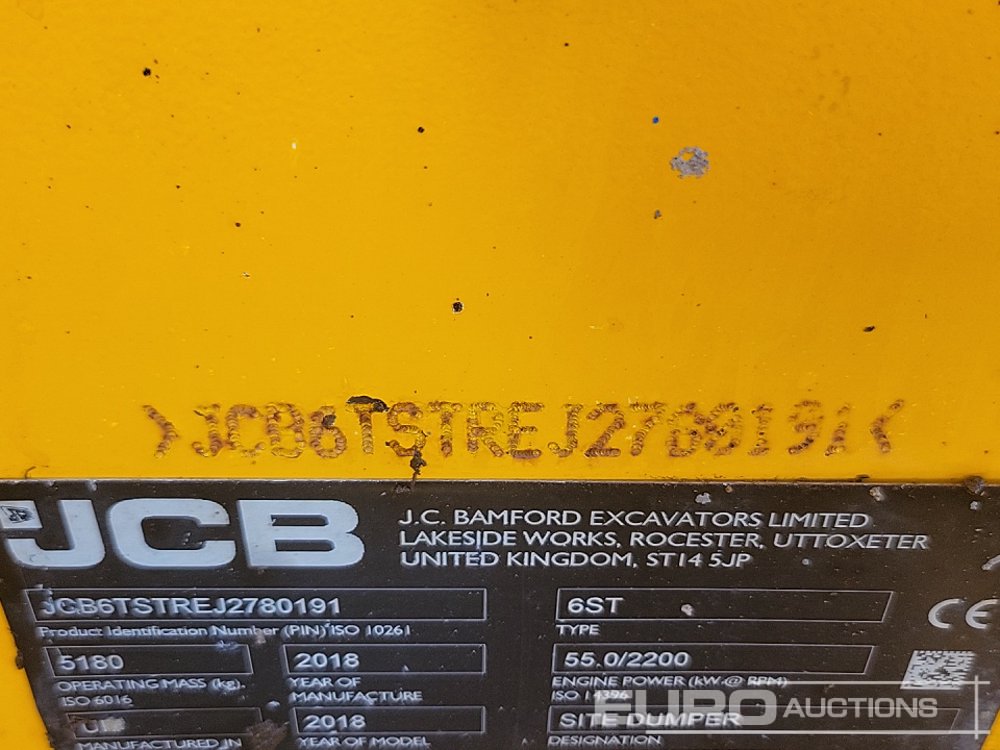 >JCB6TSTREJ2780191<
JCB
J.C. BAMFORD EXCAVATORS LIMITED
LAKESIDE WORKS, ROCESTER, UTTOXETER
UNITED KINGDOM, ST14 5JP
JCB6TSTREJ2780191
Product Identification Number (PIN) ISO 10261
6ST
TYPE
CE
5180
OPERATING MASS (kg)
ISO 6016
2018
YEAR OF
MANUFACTURE
55.0/2200
ENGINE POWER (kW @ RPM)
ISO 14396
MANUFACTURED IN
2018
YEAR OF MODEL
SITE DUMPER
DESIGNATION
EURO AUCTIONS